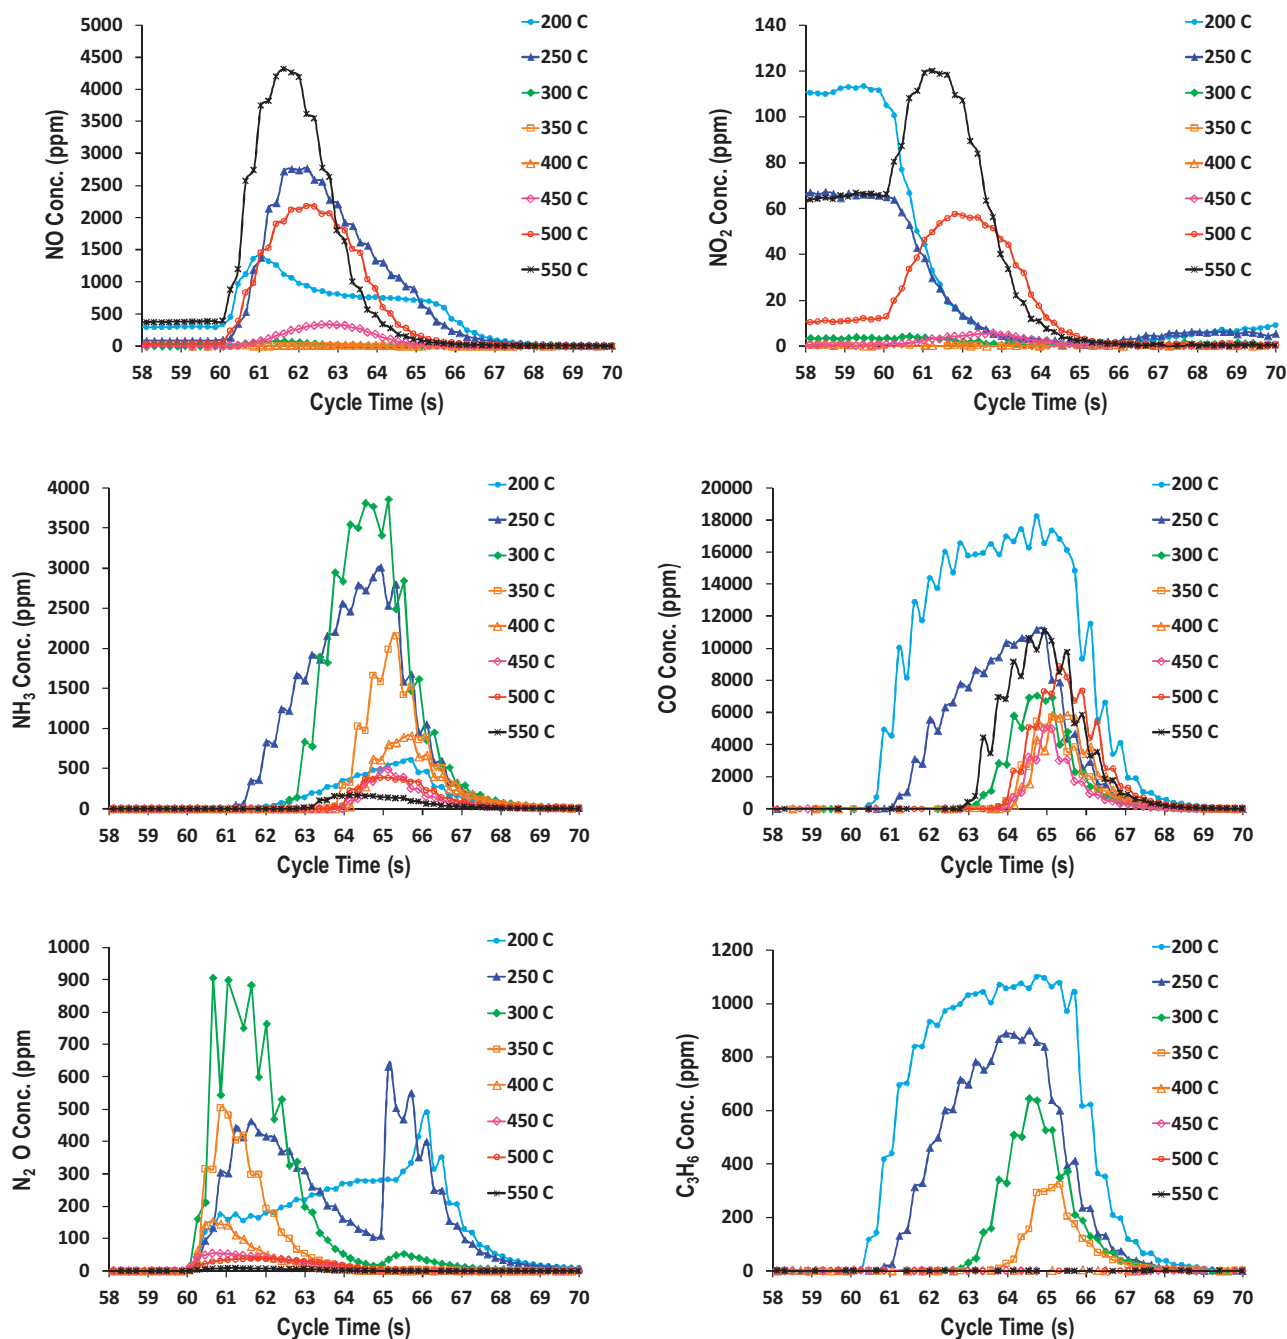 NO Conc. (ppm)
5000
4500
4000
3500
3000
2500
2000
1500
1000
500
0
58 59 60 61 62 63 64 65 66 67 68 69 70
Cycle Time (s)
200 C
250 C
300 C
350 C
400 C
450 C
500 C
550 C
NO2 Conc. (ppm)
140
120
100
80
60
40
20
0
58 59 60 61 62 63 64 65 66 67 68 69 70
Cycle Time (s)
200 C
250 C
300 C
350 C
400 C
450 C
500 C
550 C
NH3 Conc. (ppm)
4000
3500
3000
2500
2000
1500
1000
500
0
58 59 60 61 62 63 64 65 66 67 68 69 70
Cycle Time (s)
200 C
250 C
300 C
350 C
400 C
450 C
500 C
550 C
CO Conc. (ppm)
20000
18000
16000
14000
12000
10000
8000
6000
4000
2000
0
58 59 60 61 62 63 64 65 66 67 68 69 70
Cycle Time (s)
200 C
250 C
300 C
350 C
400 C
450 C
500 C
550 C
N2 O Conc. (ppm
1000
900
800
700
600
500
400
300
200
100
0
58 59 60 61 62 63 64 65 66 67 68 69 70
Cycle Time (s)
200 C
250 C
300 C
350 C
400 C
450 C
500 C
550 C
C3H6 Conc. (ppm)
1200
1000
800
600
400
200
0
58 59 60 61 62 63 64 65 66 67 68 69 70
Cycle Time (s)
200 C
250 C
300 C
350 C
400 C
450 C
500 C
550 C